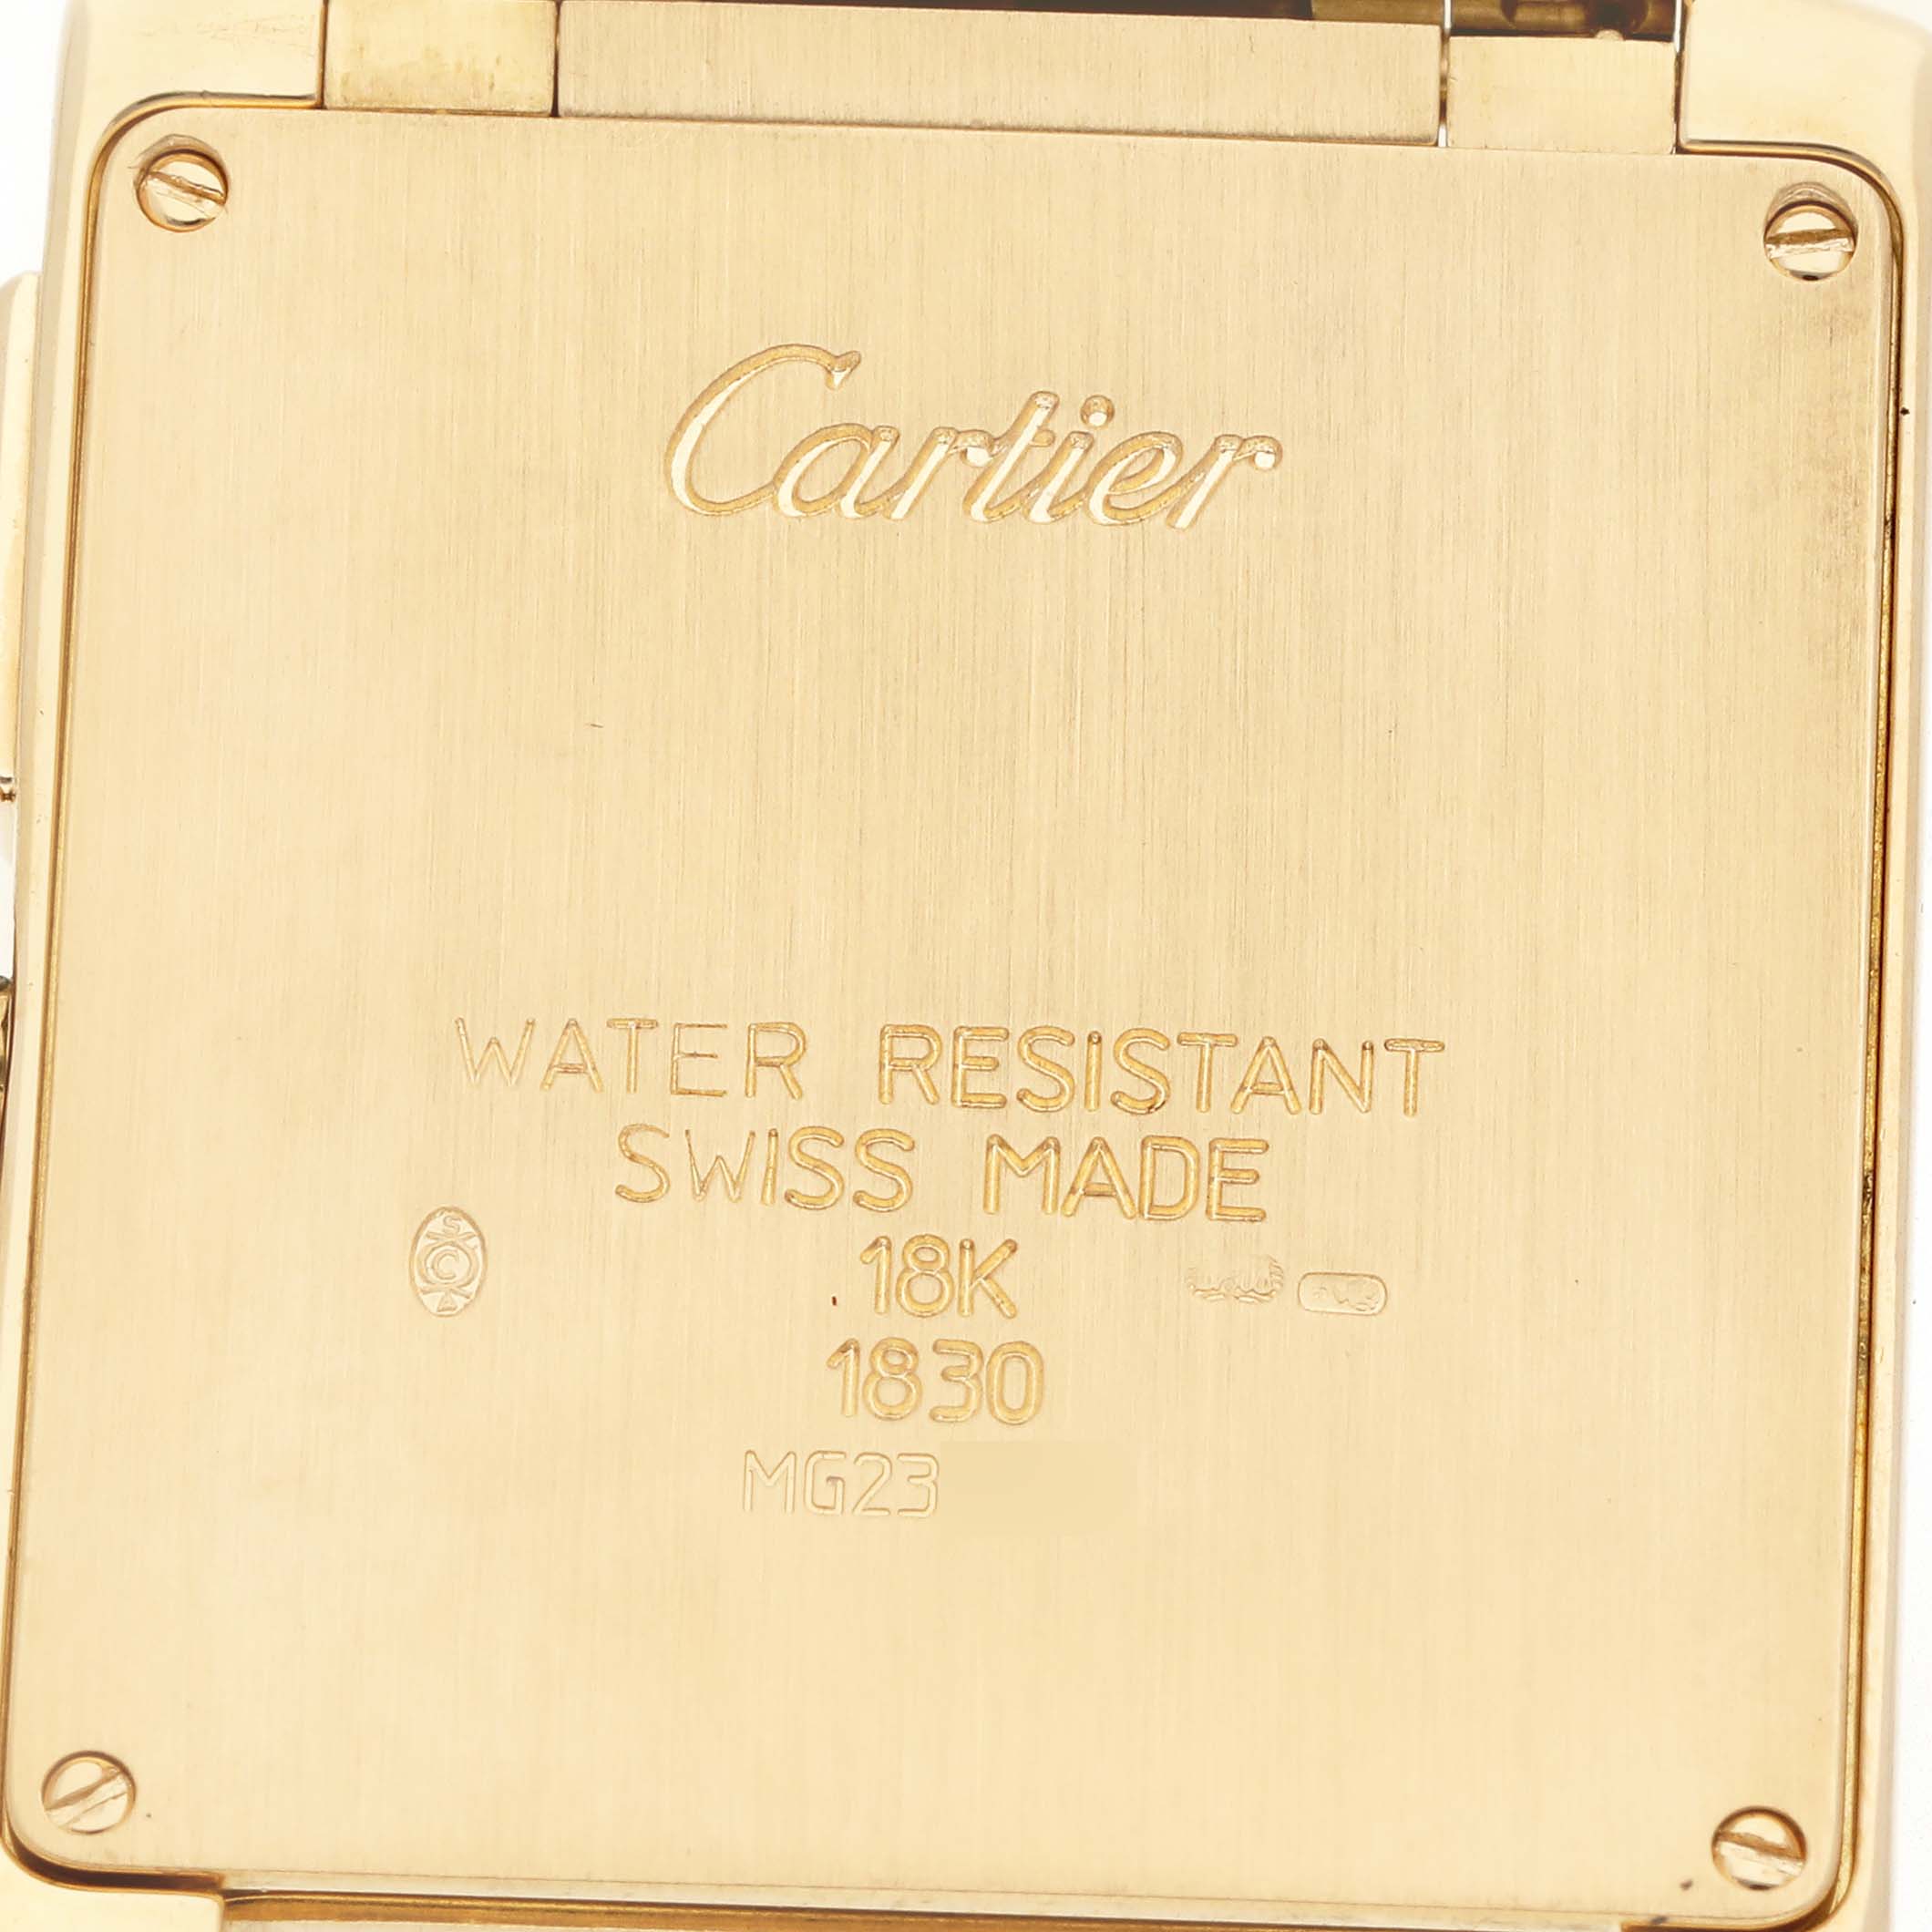 Cartier
WATER RESISTANT
SWISS MADE
18K
1830
MG23